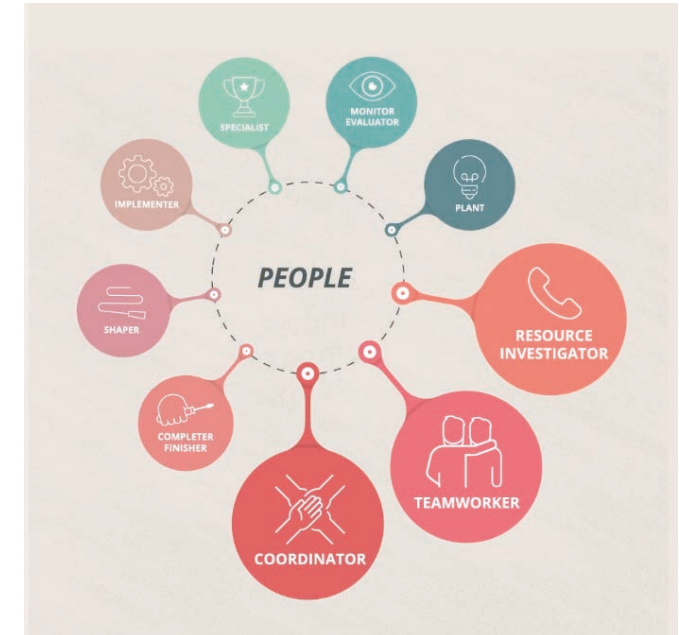 SPECIALIST
MONITOR
EVALUATOR
IMPLEMENTER
PLANT
PEOPLE
SHAPER
RESOURCE
INVESTIGATOR
COMPLETER
FINISHER
TEAMWORKER
COORDINATOR